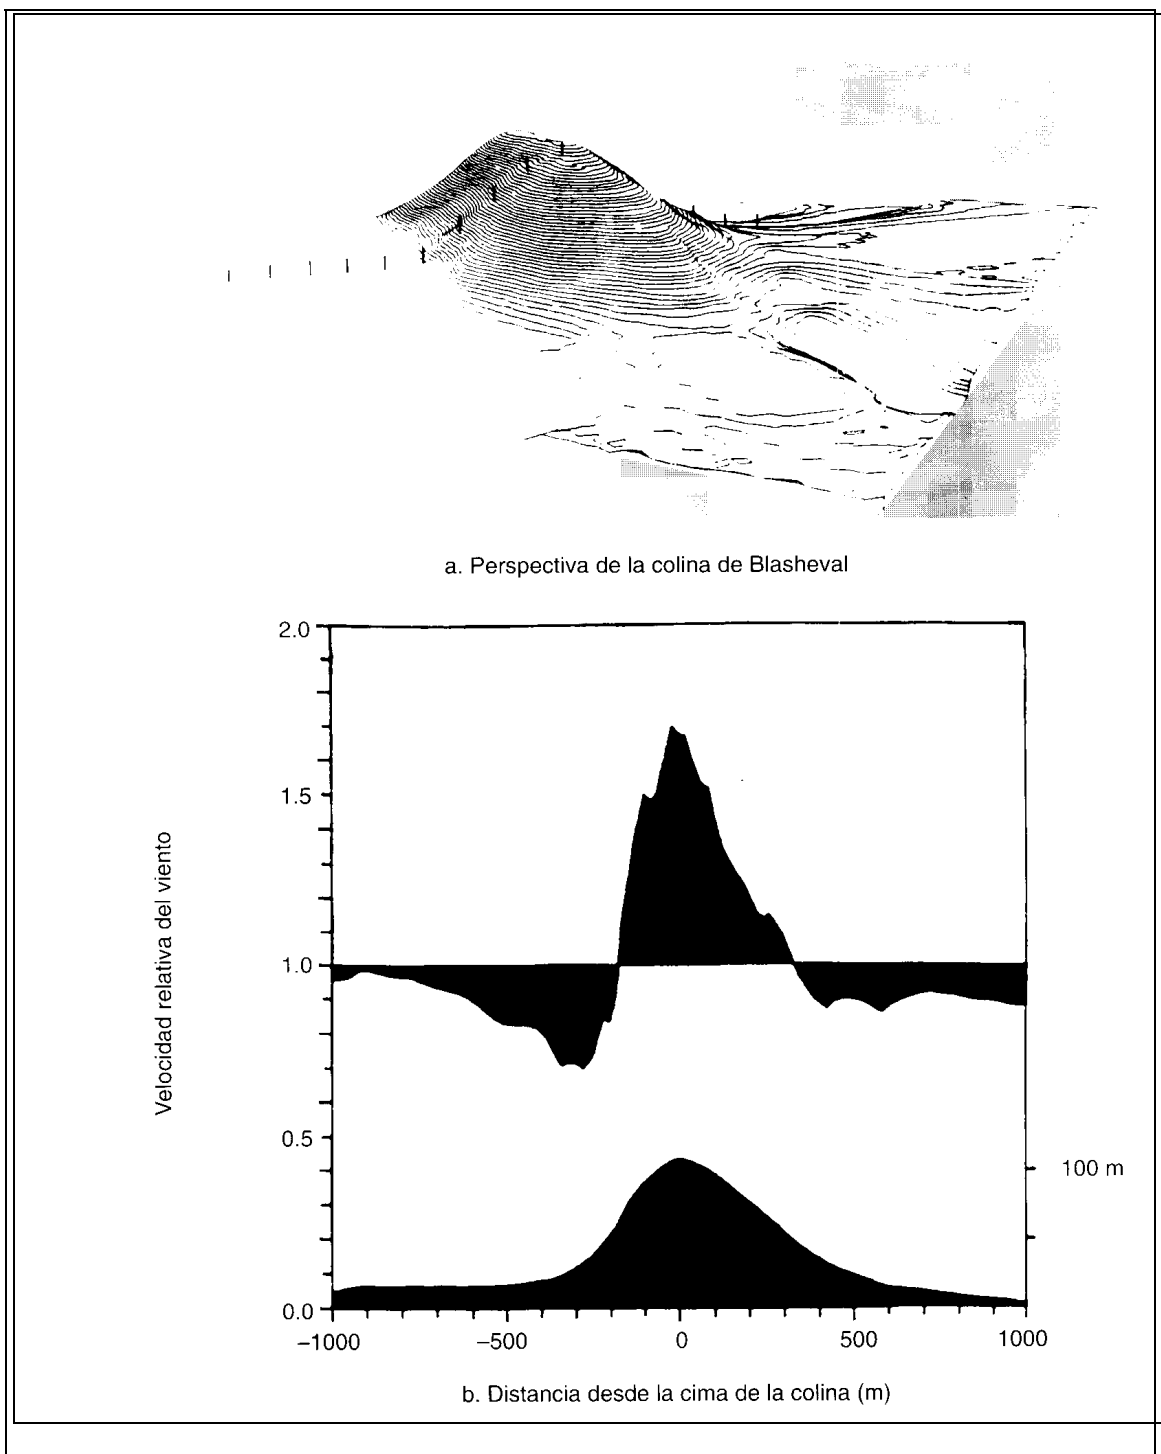 a. Perspectiva de la colina de Blasheval
2.0
1.5
1.0
0.5
0.0
Velocidad relativa del viento
100 m
−1000 −500 0 500 1000
b. Distancia desde la cima de la colina (m)